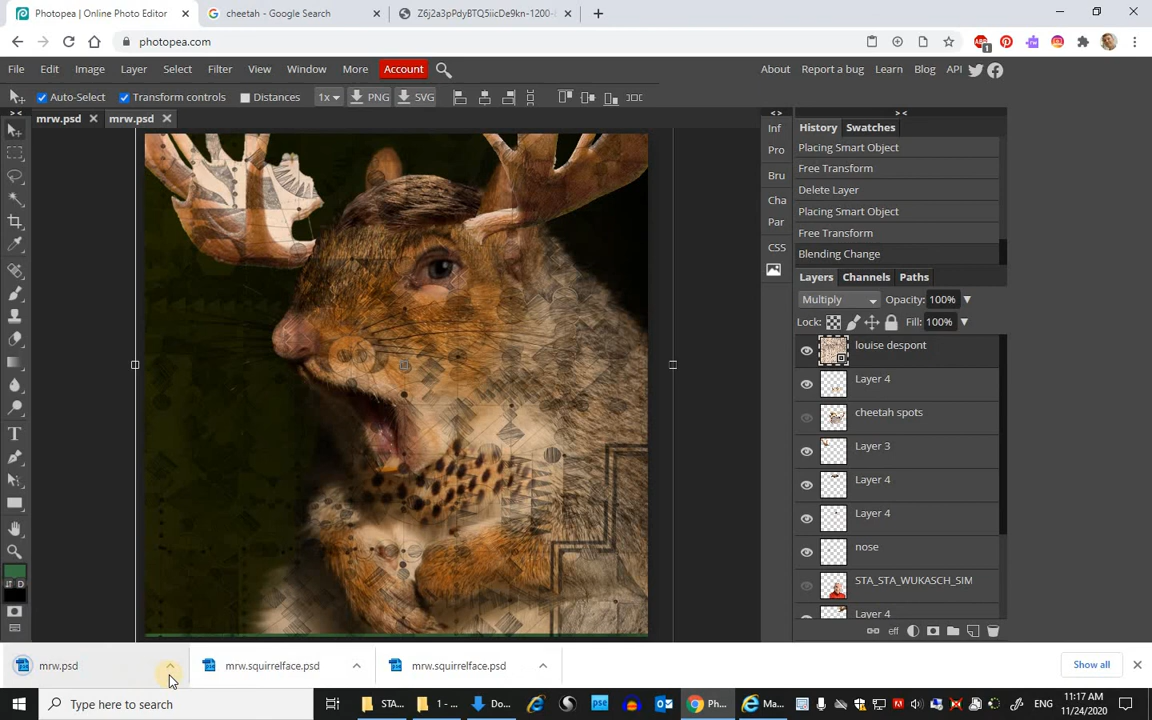 Photopea | Online Photo Editor
cheetah - Google Search
Z6j2a3pPdyBTQ5iicDe9kn-1200-
photopea.com
1
File Edit Image Layer Select Filter View Window More Account
About Report a bug Learn Blog API
Auto-Select Transform controls Distances 1x PNG SVG
mrw.psd mrw.psd
Inf
Pro
Bru
Cha
Par
CSS
History Swatches
Placing Smart Object
Free Transform
Delete Layer
Placing Smart Object
Free Transform
Blending Change
Layers Channels Paths
Multiply Opacity: 100%
Lock: Fill: 100%
louise despont
Layer 4
cheetah spots
Layer 3
Layer 4
Layer 4
nose
STA_STA_WUKASCH_SIM
Layer 4
eff
D
mrw.psd mrw.squirrelface.psd mrw.squirrelface.psd Show all
Type here to search
STA... 1 - ... Do... pse Ph... Ma... ENG 11:17 AM
11/24/2020